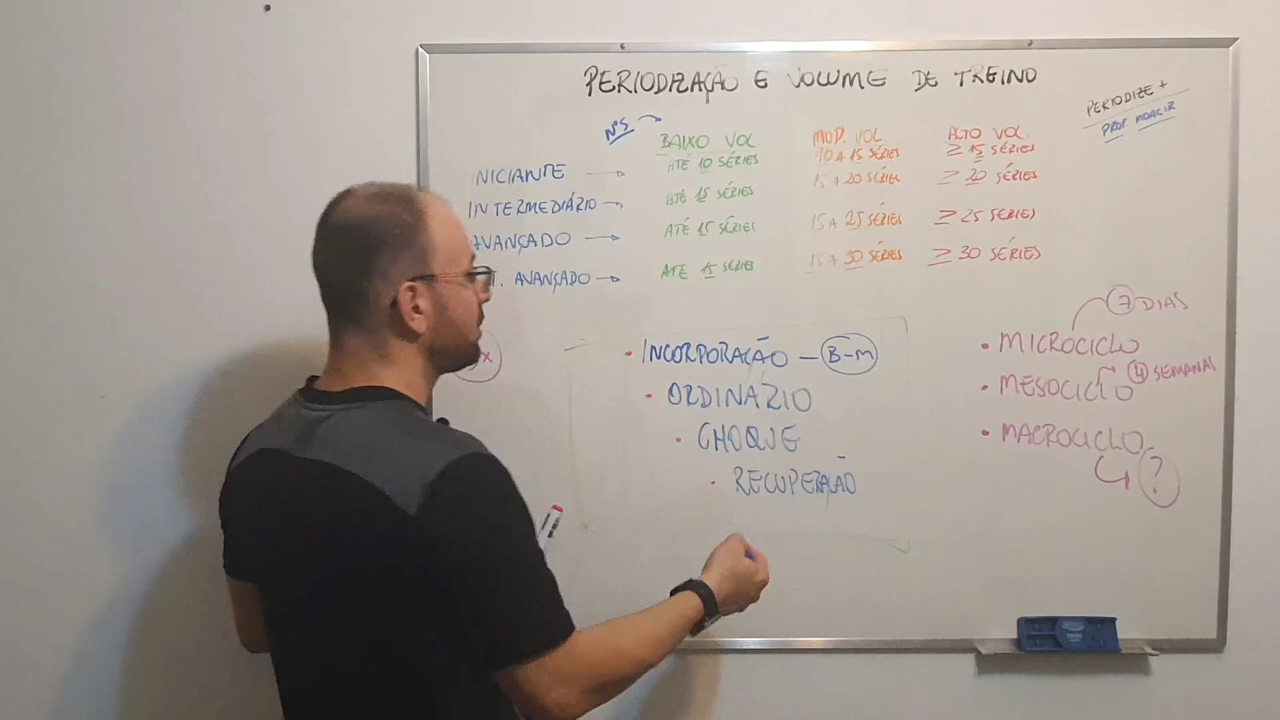 PERIODIZAÇÃO E VOLUME DE TREINO
PERIODIZE +
PROF. MOACIR
NºS
BAIXO VOL
MOD. VOL.
ALTO VOL.
INICIANTE
ATÉ 10 SÉRIES
10 A 15 SÉRIES
≥ 15 SÉRIES
INTERMEDIÁRIO
ATÉ 15 SÉRIES
15 A 20 SÉRIES
≥ 20 SÉRIES
AVANÇADO
ATÉ 15 SÉRIES
15 A 25 SÉRIES
≥ 25 SÉRIES
T. AVANÇADO
ATÉ 15 SÉRIES
15 A 30 SÉRIES
≥ 30 SÉRIES
X
• INCORPORAÇÃO – B-M
• ORDINÁRIO
• CHOQUE
• RECUPERAÇÃO
7 DIAS
• MICROCICLO
4 SEMANAS
• MESOCICLO
• MACROCICLO
?